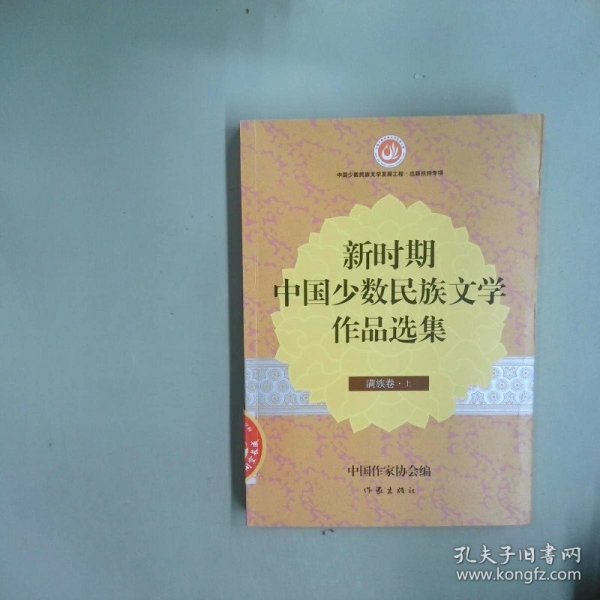 中国少数民族文学发展工程·出版扶持专项
新时期
中国少数民族文学
作品选集
满族卷·上
中国作家协会编
作家出版社
孔夫子旧书网
www.kongfz.com